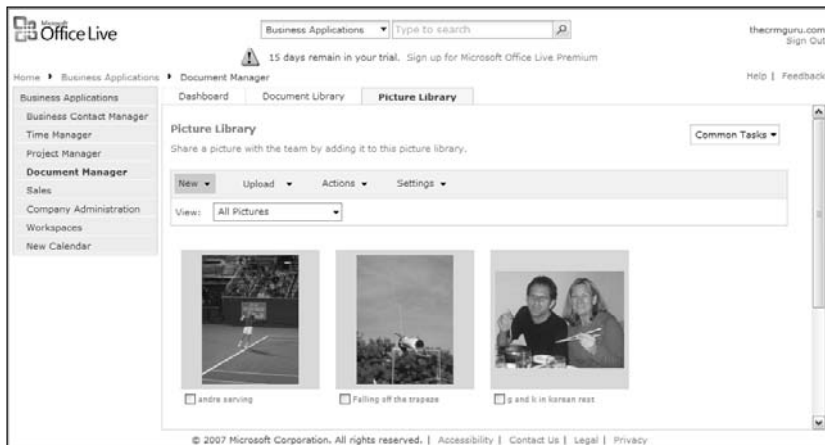 Microsoft
Office Live
Business Applications Type to search
thecrmguru.com
Sign Out
15 days remain in your trial. Sign up for Microsoft Office Live Premium
Home Business Applications Document Manager
Help | Feedback
Business Applications
Business Contact Manager
Time Manager
Project Manager
Document Manager
Sales
Company Administration
Workspaces
New Calendar
Dashboard Document Library Picture Library
Picture Library
Share a picture with the team by adding it to this picture library.
Common Tasks
New Upload Actions Settings
View: All Pictures
andre serving
Falling off the trapeze
g and k in korean rest
© 2007 Microsoft Corporation. All rights reserved. | Accessibility | Contact Us | Legal | Privacy